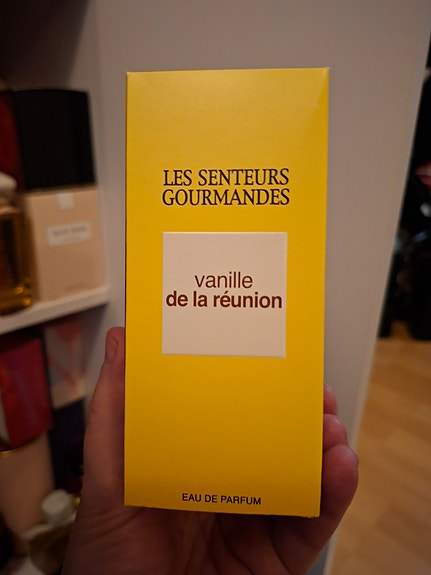 LES SENTEURS
GOURMANDES
vanille
de la réunion
EAU DE PARFUM